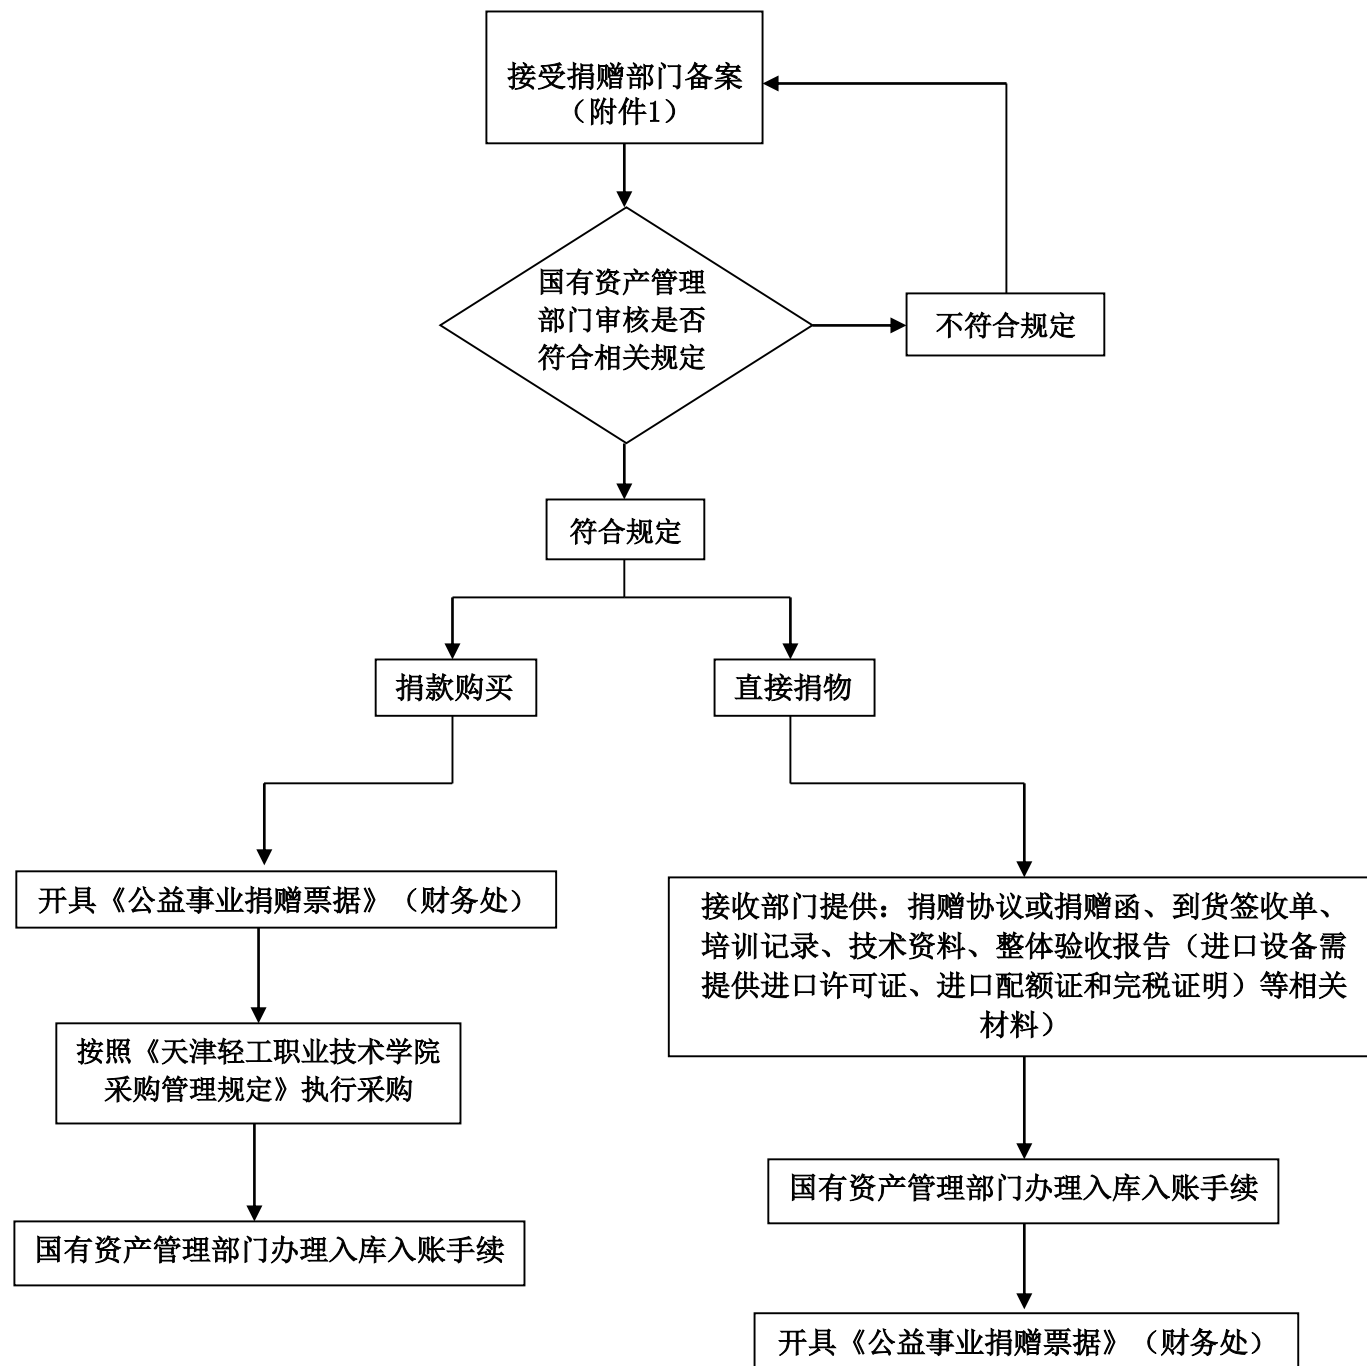 接受捐赠部门备案
（附件1）
国有资产管理
部门审核是否
符合相关规定
不符合规定
符合规定
捐款购买
直接捐物
开具《公益事业捐赠票据》（财务处）
接收部门提供：捐赠协议或捐赠函、到货签收单、
培训记录、技术资料、整体验收报告（进口设备需
提供进口许可证、进口配额证和完税证明）等相关
材料）
按照《天津轻工职业技术学院
采购管理规定》执行采购
国有资产管理部门办理入库入账手续
国有资产管理部门办理入库入账手续
开具《公益事业捐赠票据》（财务处）